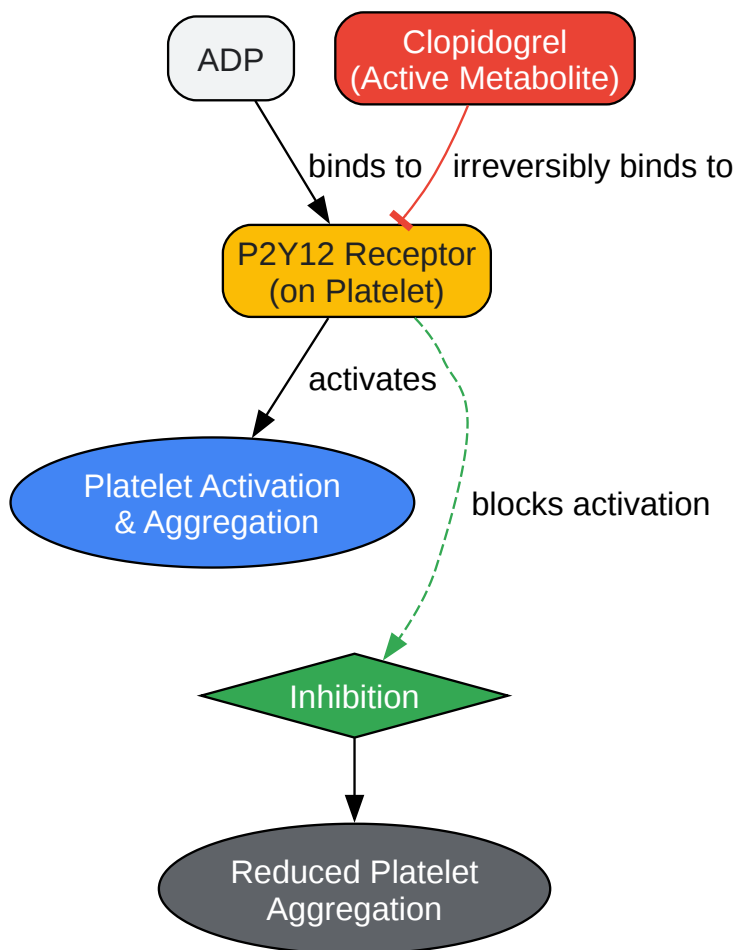 ADP
Clopidogrel
(Active Metabolite)
binds to
irreversibly binds to
P2Y12 Receptor
(on Platelet)
activates
Platelet Activation
& Aggregation
blocks activation
Inhibition
Reduced Platelet
Aggregation